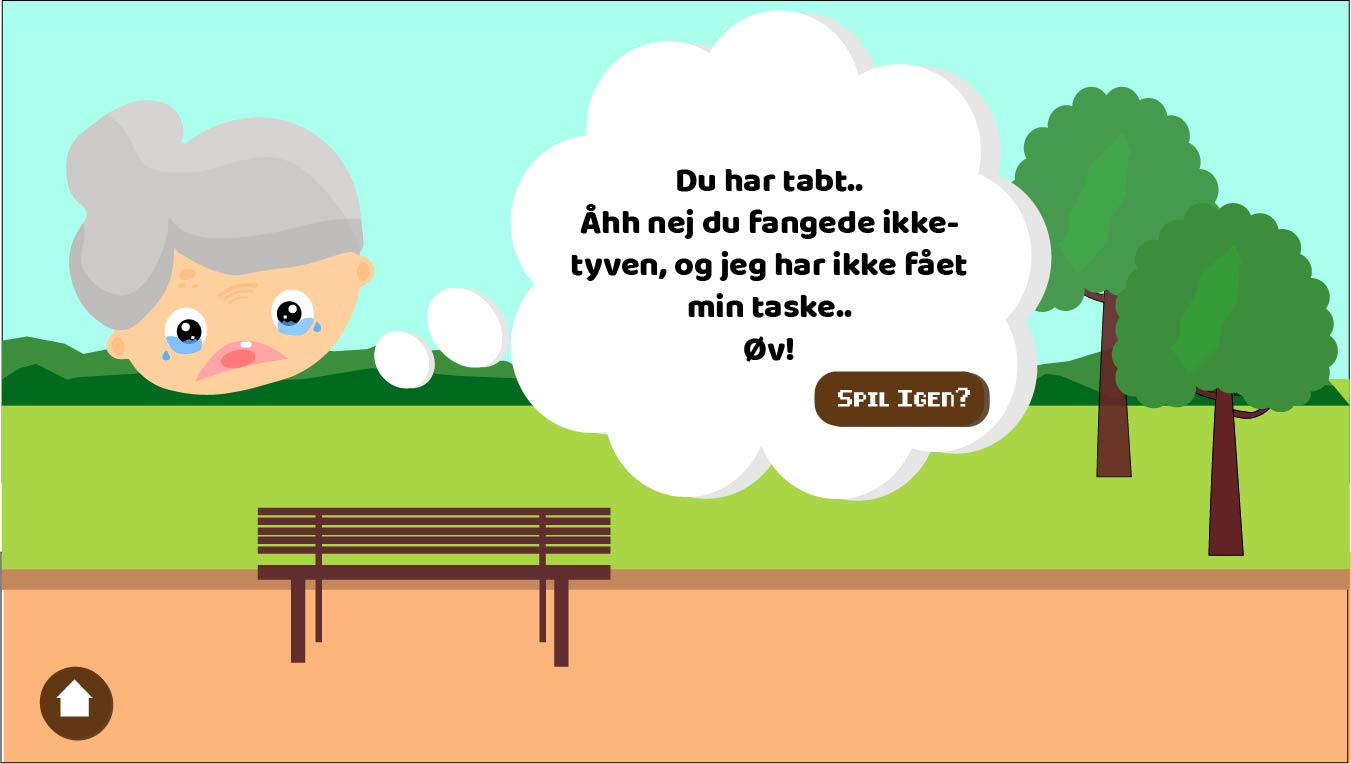 Du har tabt..
Åhh nej du fangede ikke-
tyven, og jeg har ikke fået
min taske..
Øv!
Spil Igen?